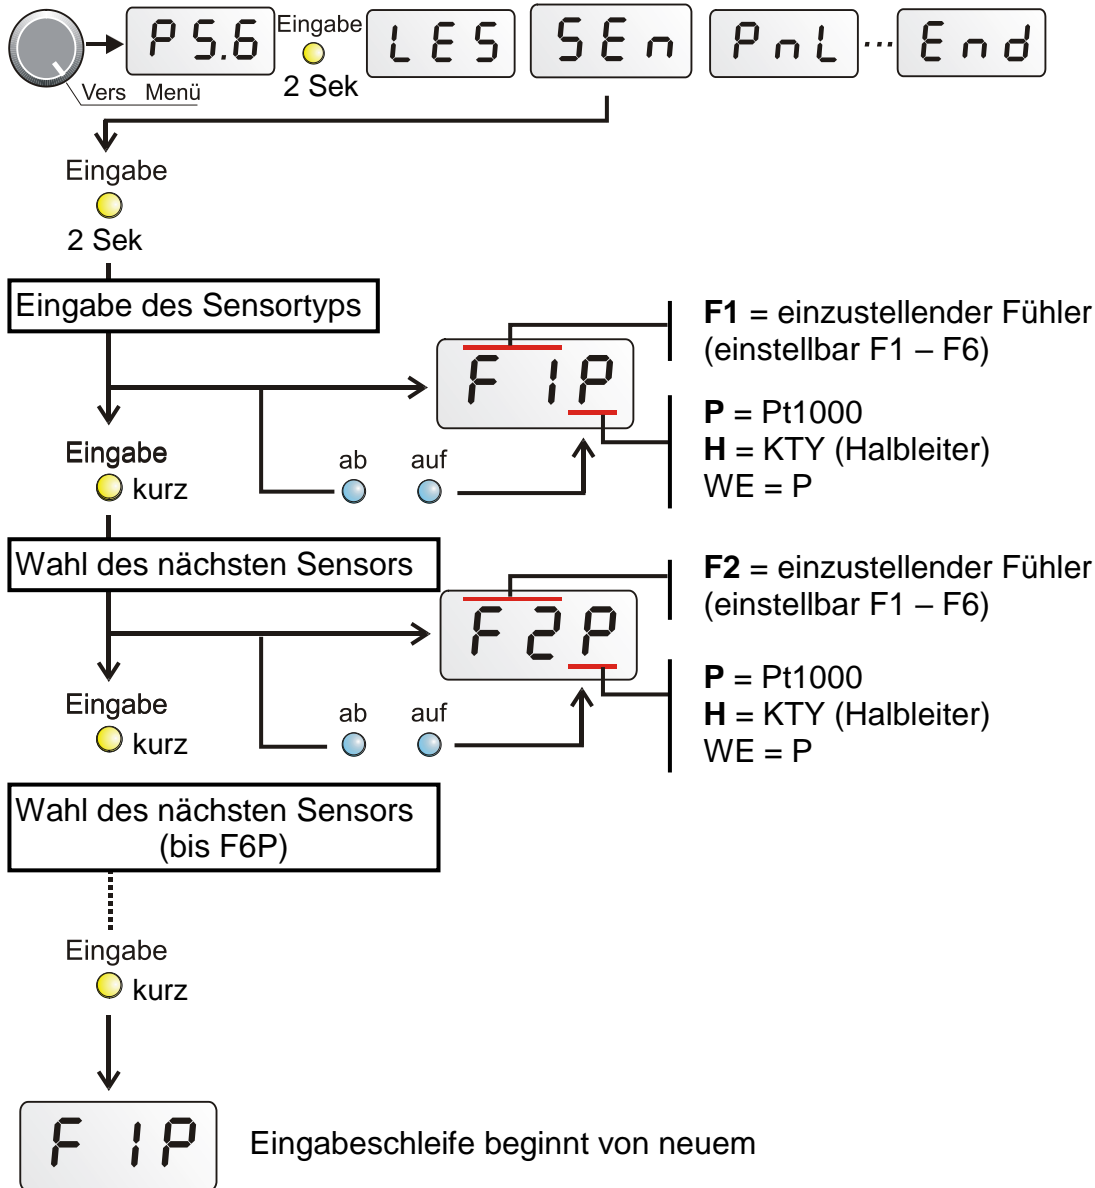 P5.6 Eingabe LES SEn PnL ... End
Vers Menü 2 Sek
Eingabe
2 Sek
Eingabe des Sensortyps
F1 = einzustellender Fühler
(einstellbar F1 – F6)
F1P
P = Pt1000
H = KTY (Halbleiter)
WE = P
Eingabe
kurz
ab auf
Wahl des nächsten Sensors
F2 = einzustellender Fühler
(einstellbar F1 – F6)
F2P
P = Pt1000
H = KTY (Halbleiter)
WE = P
Eingabe
kurz
ab auf
Wahl des nächsten Sensors
(bis F6P)
Eingabe
kurz
F1P
Eingabeschleife beginnt von neuem